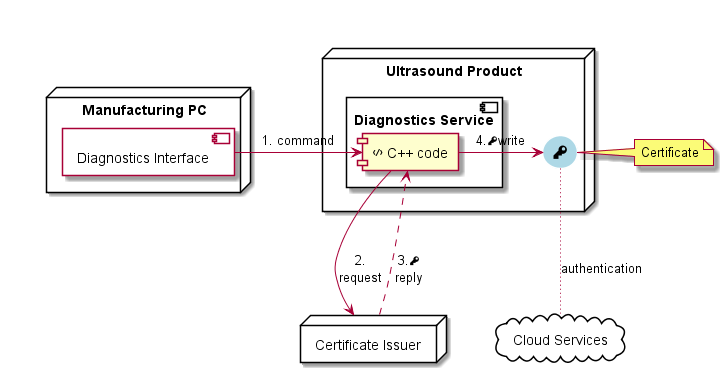 Ultrasound Product
Manufacturing PC
Diagnostics Service
1. command
4. write
Diagnostics Interface
C++ code
Certificate
2.
request
3.
reply
authentication
Certificate Issuer
Cloud Services